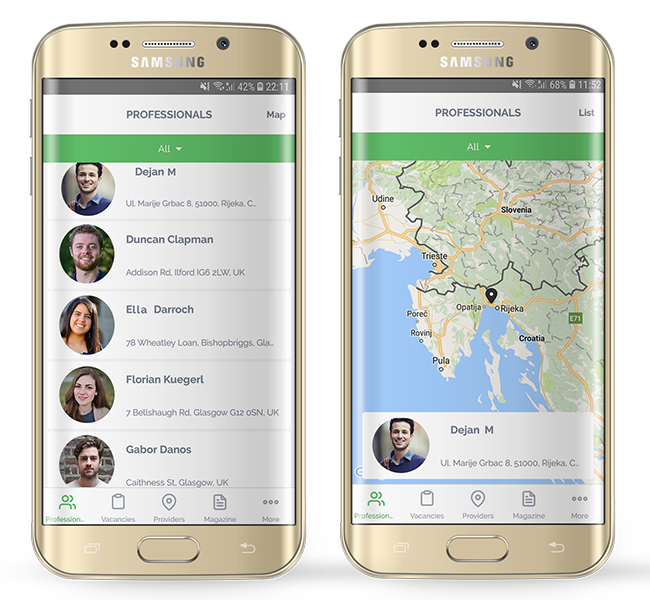 SAMSUNG
42% 22:11
PROFESSIONALS
Map
All
Dejan M
Ul. Marije Grbac 8, 51000, Rijeka, C..
Duncan Clapman
Addison Rd, Ilford IG6 2LW, UK
Ella Darroch
78 Wheatley Loan, Bishopbriggs, Gla..
Florian Kuegerl
7 Bellshaugh Rd, Glasgow G12 0SN, UK
Gabor Danos
Caithness St, Glasgow, UK
Profession..
Vacancies
Providers
Magazine
More
SAMSUNG
68% 11:52
PROFESSIONALS
List
All
Udine
Slovenia
Trieste
Opatija
Rijeka
Poreč
E71
Rovinj
Croatia
Pula
Dejan M
Ul. Marije Grbac 8, 51000, Rijeka, C..
Profession..
Vacancies
Providers
Magazine
More